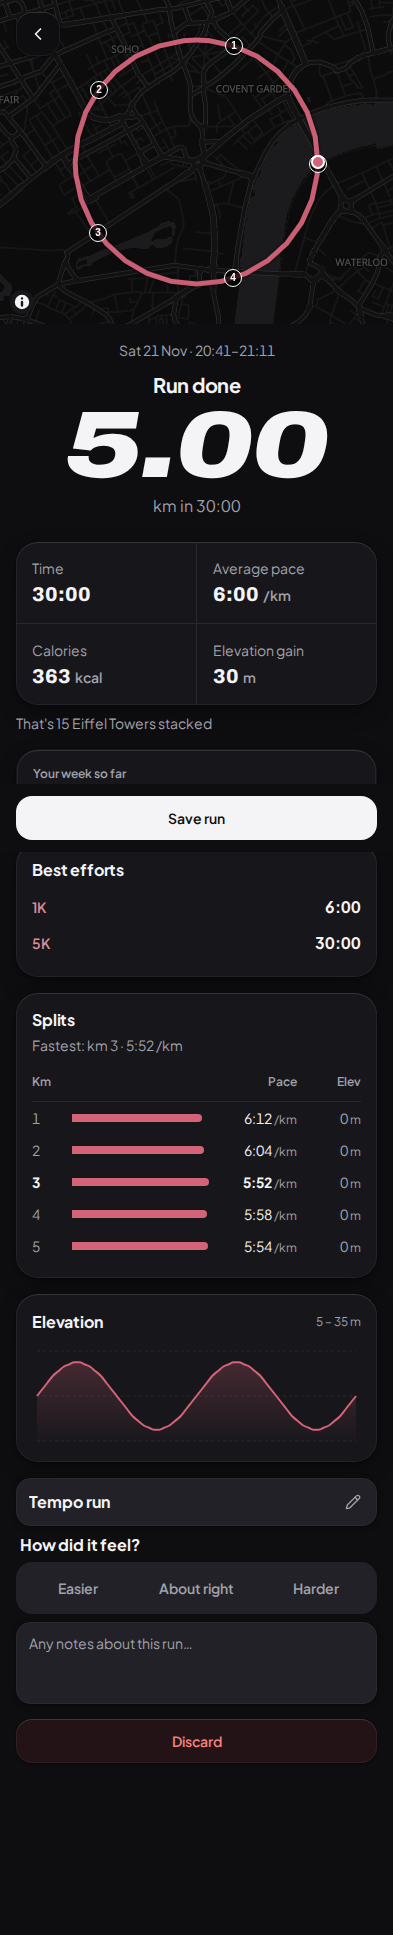 SOHO
1
2
COVENT GARDE
FAIR
3
WATERLOO
4
Sat 21 Nov · 20:41–21:11
Run done
5.00
km in 30:00
Time
30:00
Average pace
6:00 /km
Calories
363 kcal
Elevation gain
30 m
That's 15 Eiffel Towers stacked
Your week so far
Save run
Best efforts
1K 6:00
5K 30:00
Splits
Fastest: km 3 · 5:52 /km
Km Pace Elev
1 6:12 /km 0 m
2 6:04 /km 0 m
3 5:52 /km 0 m
4 5:58 /km 0 m
5 5:54 /km 0 m
Elevation 5 – 35 m
Tempo run
How did it feel?
Easier About right Harder
Any notes about this run…
Discard